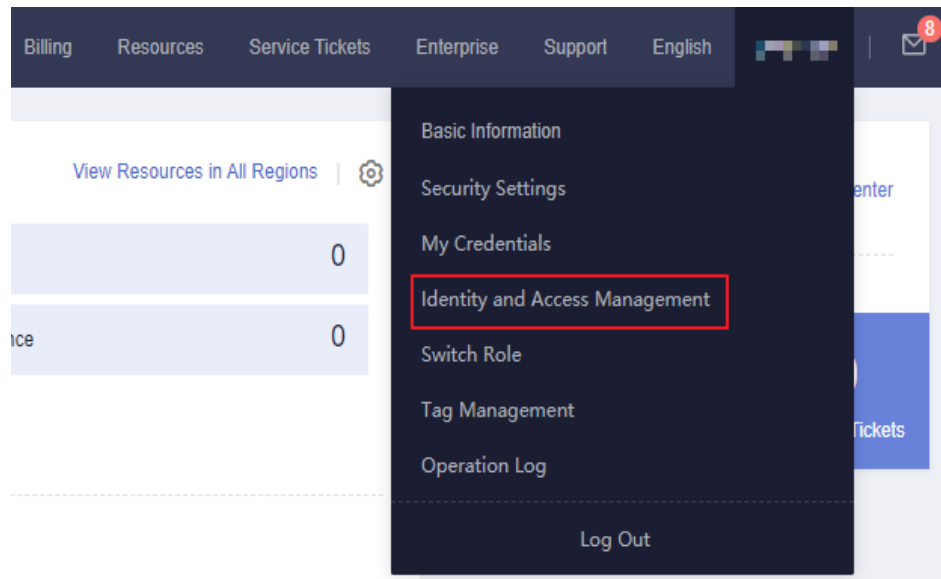 Billing Resources Service Tickets Enterprise Support English 8
Basic Information
View Resources in All Regions
Security Settings
enter
My Credentials
0
Identity and Access Management
nce 0
Switch Role
Tag Management
Tickets
Operation Log
Log Out